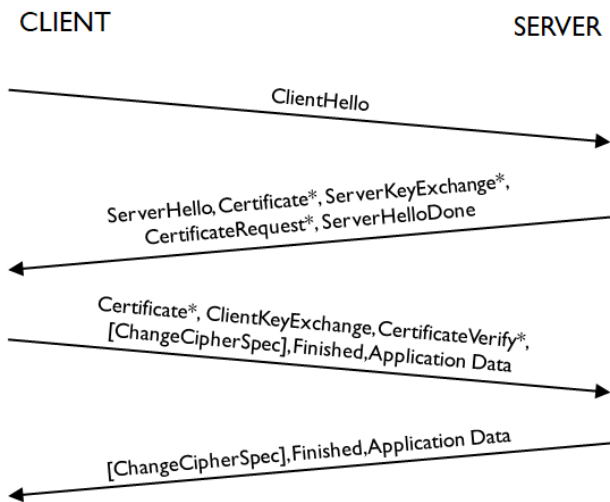 CLIENT
SERVER
ClientHello
ServerHello, Certificate*, ServerKeyExchange*,
CertificateRequest*, ServerHelloDone
Certificate*, ClientKeyExchange, CertificateVerify*,
[ChangeCipherSpec], Finished, Application Data
[ChangeCipherSpec], Finished, Application Data